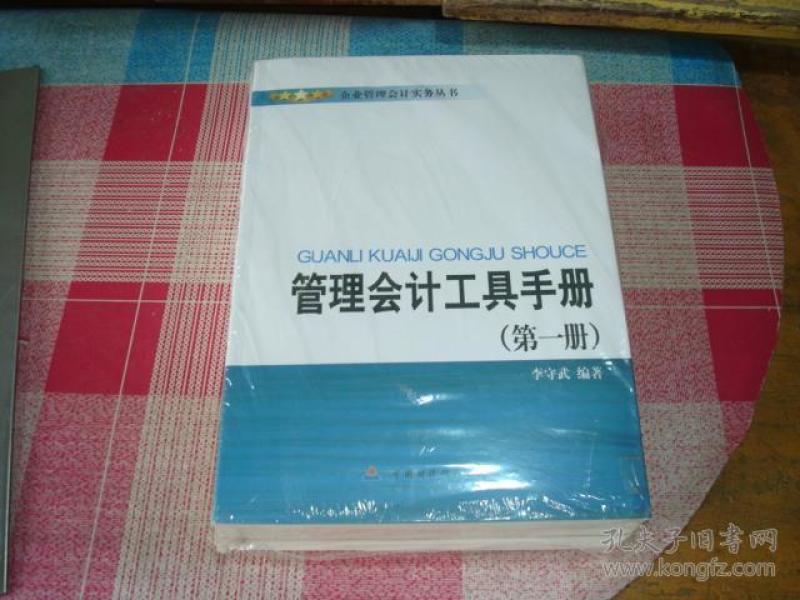 企业管理会计实务丛书
GUANLI KUAIJI GONGJU SHOUCE
管理会计工具手册
(第一册)
李守武 编著
孔夫子旧书网
www.kongfz.com